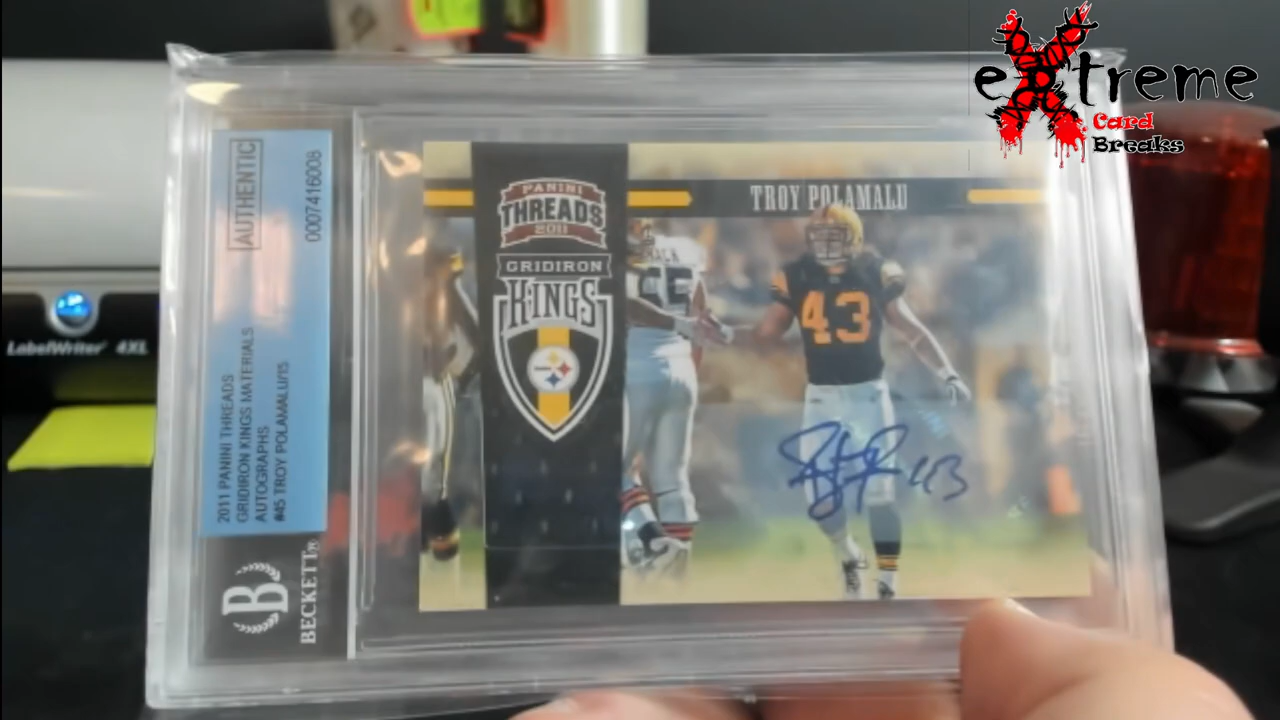 eXtreme
Card
Breaks
AUTHENTIC
0007416008
2011 PANINI THREADS
GRIDIRON KINGS MATERIALS
AUTOGRAPHS
#45 TROY POLAMALU/15
BECKETT
B
PANINI
THREADS
2011
GRIDIRON
KINGS
TROY POLAMALU
43
43
LabelWriter 4XL